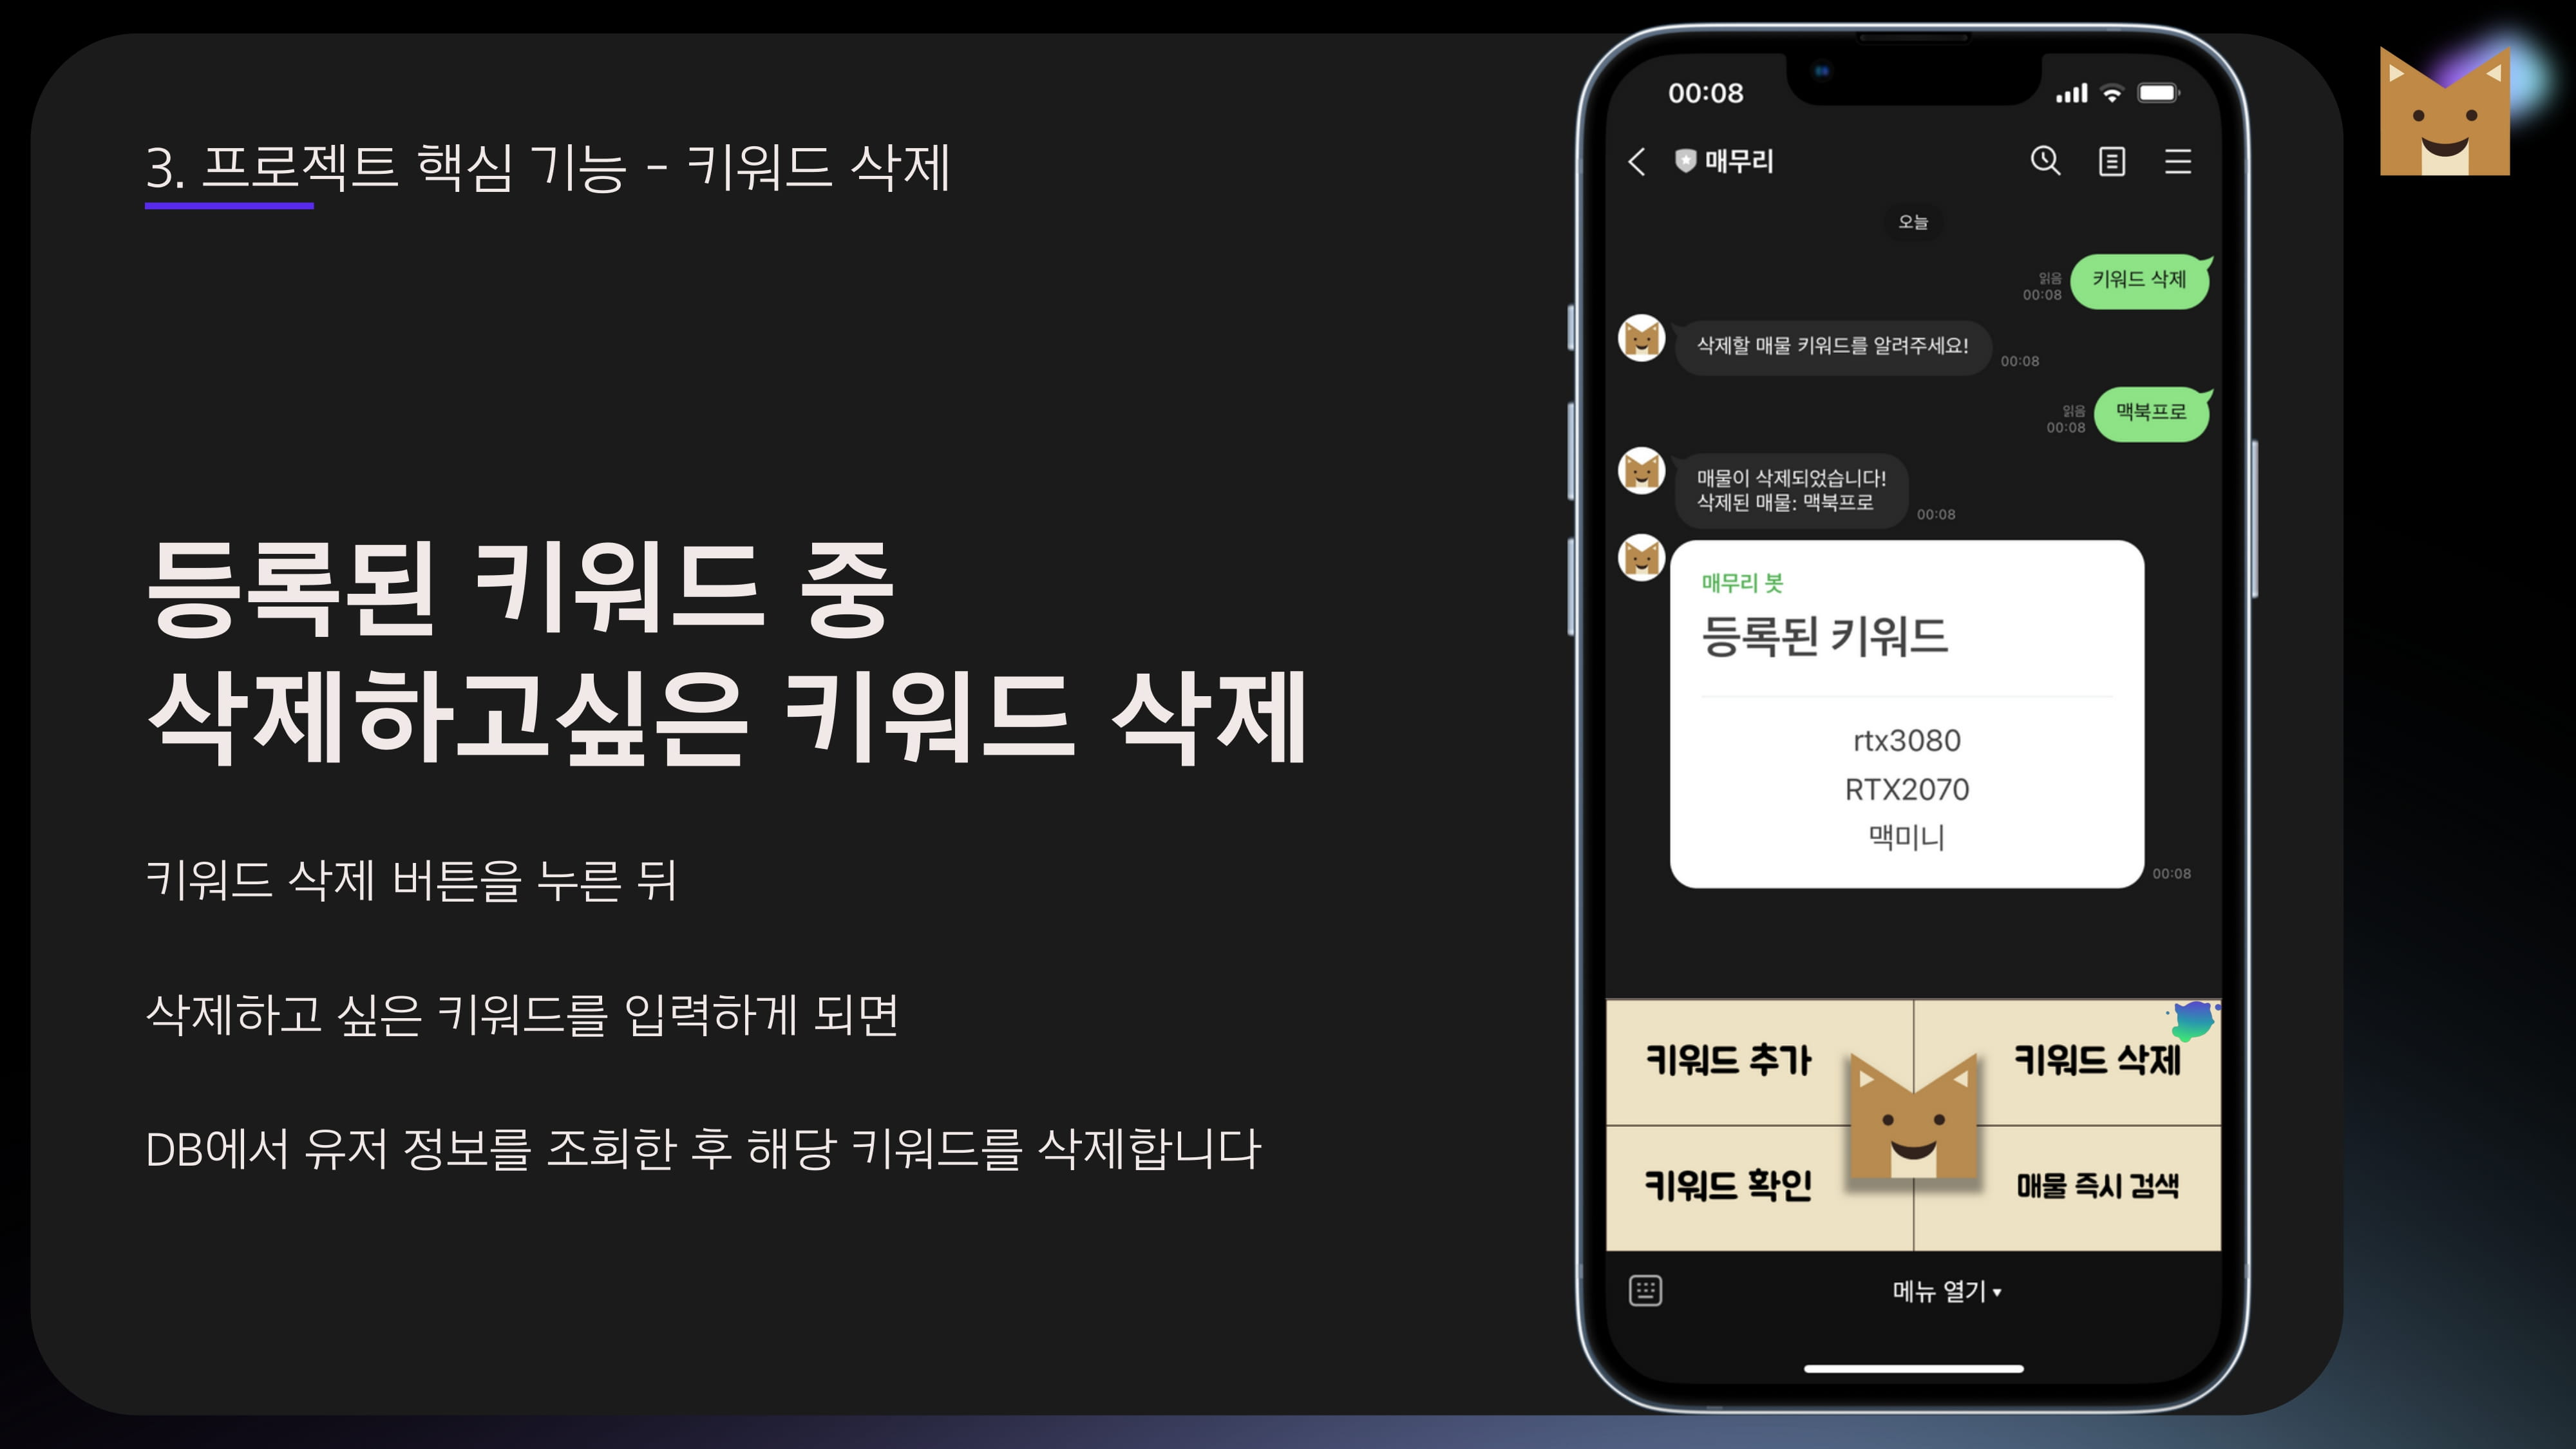 3. 프로젝트 핵심 기능 - 키워드 삭제
등록된 키워드 중
삭제하고싶은 키워드 삭제
키워드 삭제 버튼을 누른 뒤
삭제하고 싶은 키워드를 입력하게 되면
DB에서 유저 정보를 조회한 후 해당 키워드를 삭제합니다
00:08
매무리
오늘
키워드 삭제
읽음
00:08
삭제할 매물 키워드를 알려주세요!
00:08
맥북프로
읽음
00:08
매물이 삭제되었습니다!
삭제된 매물: 맥북프로
00:08
매무리 봇
등록된 키워드
rtx3080
RTX2070
맥미니
00:08
키워드 추가
키워드 삭제
키워드 확인
매물 즉시 검색
메뉴 열기 ▾